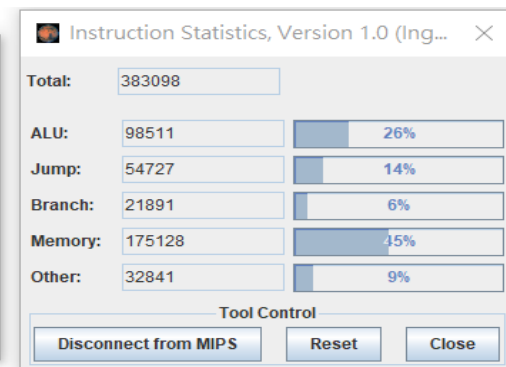 Instruction Statistics, Version 1.0 (Ing...
Total: 383098
ALU: 98511 26%
Jump: 54727 14%
Branch: 21891 6%
Memory: 175128 45%
Other: 32841 9%
Tool Control
Disconnect from MIPS Reset Close